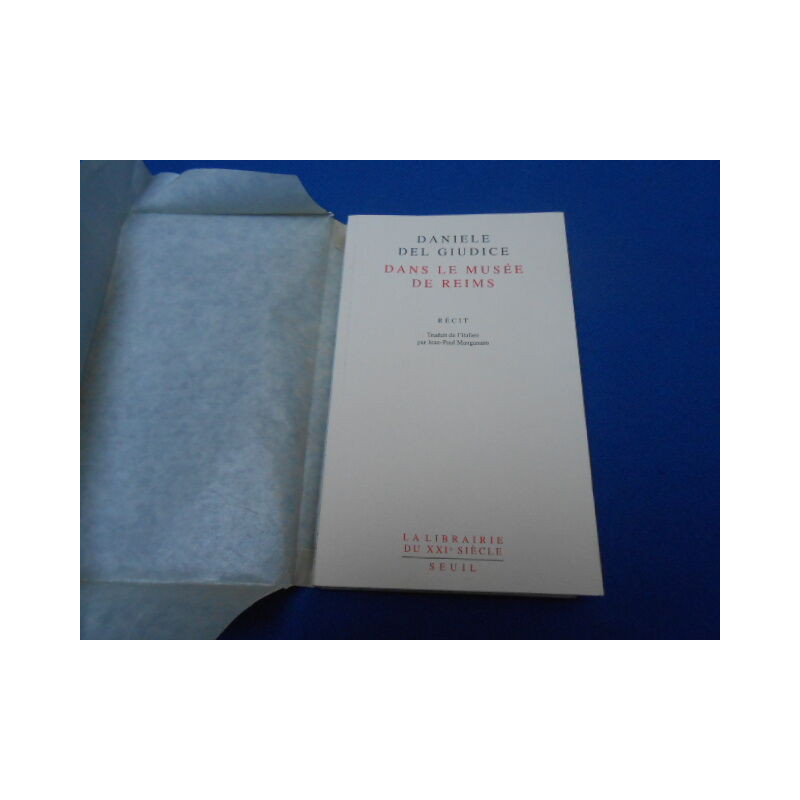 DANIELE
DEL GIUDICE
DANS LE MUSÉE
DE REIMS
RÉCIT
Traduit de l'italien
par Jean-Paul Manganaro
LA LIBRAIRIE
DU XXIe SIÈCLE
SEUIL